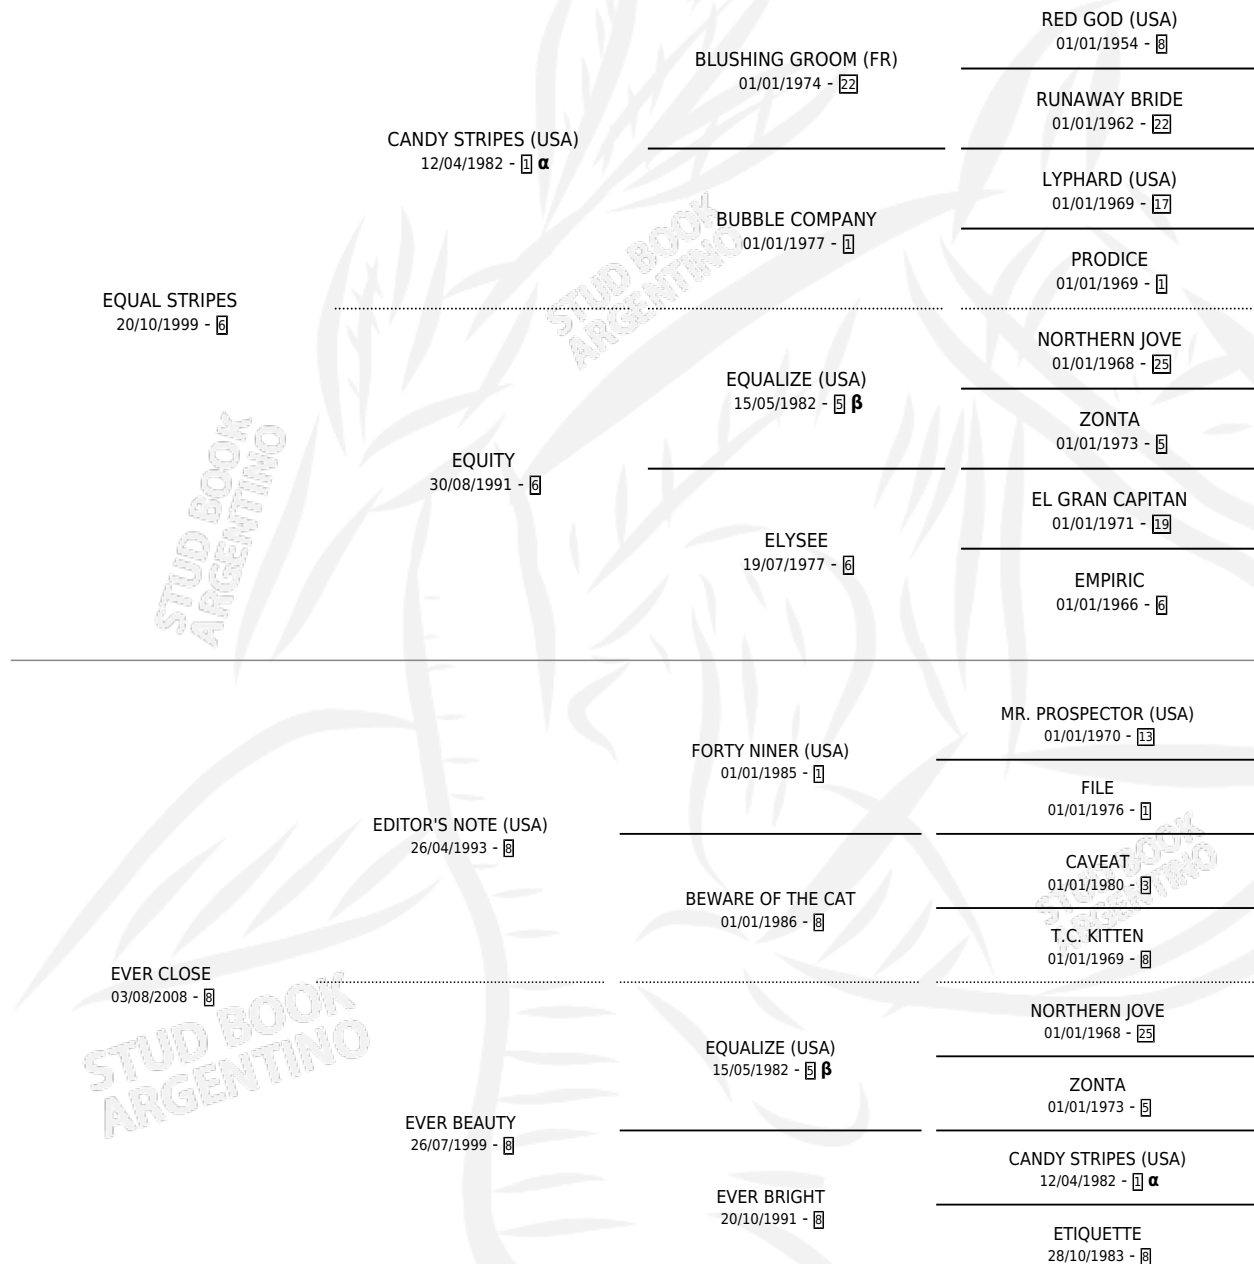 RED GOD (USA)
01/01/1954 - 8
BLUSHING GROOM (FR)
01/01/1974 - 22
RUNAWAY BRIDE
01/01/1962 - 22
CANDY STRIPES (USA)
12/04/1982 - 1 α
LYPHARD (USA)
01/01/1969 - 17
BUBBLE COMPANY
01/01/1977 - 1
PRODICE
01/01/1969 - 1
STUD BOOK
ARGENTINO
EQUAL STRIPES
20/10/1999 - 6
NORTHERN JOVE
01/01/1968 - 25
EQUALIZE (USA)
15/05/1982 - 5 β
ZONTA
01/01/1973 - 5
EQUITY
30/08/1991 - 6
EL GRAN CAPITAN
01/01/1971 - 19
ELYSEE
19/07/1977 - 6
EMPIRIC
01/01/1966 - 6
STUD BOOK
ARGENTINO
MR. PROSPECTOR (USA)
01/01/1970 - 13
FORTY NINER (USA)
01/01/1985 - 1
FILE
01/01/1976 - 1
EDITOR'S NOTE (USA)
26/04/1993 - 8
CAVEAT
01/01/1980 - 3
BEWARE OF THE CAT
01/01/1986 - 8
T.C. KITTEN
01/01/1969 - 8
STUD BOOK
ARGENTINO
EVER CLOSE
03/08/2008 - 8
NORTHERN JOVE
01/01/1968 - 25
EQUALIZE (USA)
15/05/1982 - 5 β
ZONTA
01/01/1973 - 5
STUD BOOK
ARGENTINO
EVER BEAUTY
26/07/1999 - 8
CANDY STRIPES (USA)
12/04/1982 - 1 α
EVER BRIGHT
20/10/1991 - 8
ETIQUETTE
28/10/1983 - 8